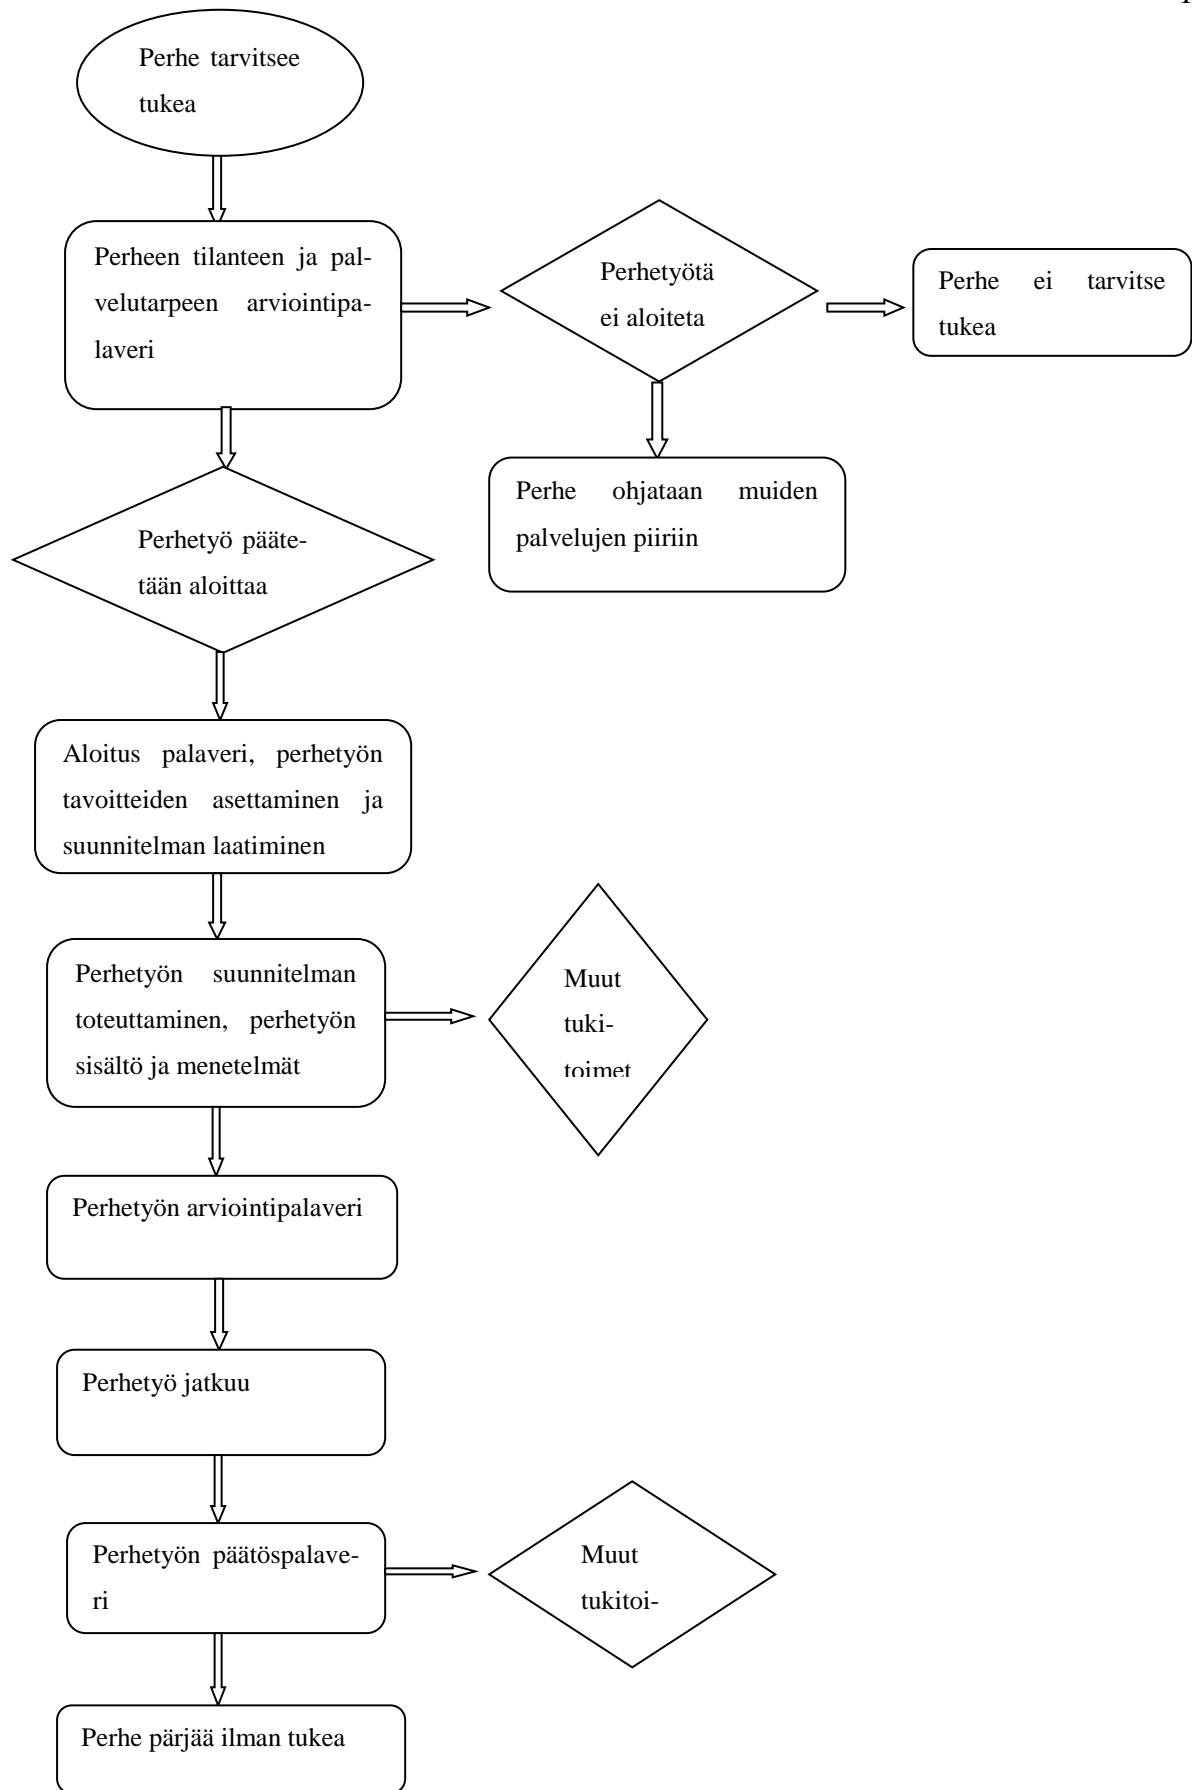 Perhe tarvitsee
tukea
Perheen tilanteen ja pal-
velutarpeen arviointipa-
laveri
Perhetyötä
ei aloiteta
Perhe ei tarvitse
tukea
Perhe ohjataan muiden
palvelujen piiriin
Perhetyö pääte-
tään aloittaa
Aloitus palaveri, perhetyön
tavoitteiden asettaminen ja
suunnitelman laatiminen
Perhetyön suunnitelman
toteuttaminen, perhetyön
sisältö ja menetelmät
Muut
tuki-
toimet
Perhetyön arviointipalaveri
Perhetyö jatkuu
Perhetyön päätöspalave-
ri
Muut
tukitoi-
Perhe pärjää ilman tukea